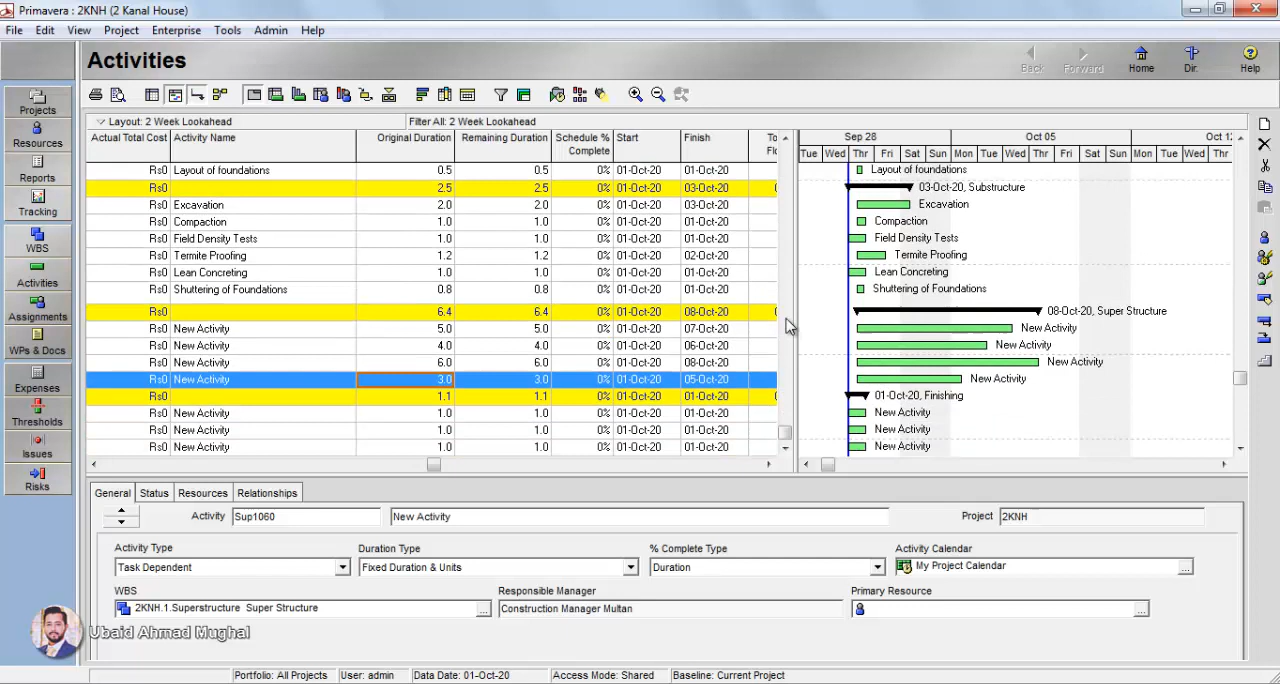 Primavera : 2KNH (2 Kanal House)
File Edit View Project Enterprise Tools Admin Help
Activities
Back Forward Home Dir. Help
Projects
Resources
Reports
Tracking
WBS
Activities
Assignments
WPs & Docs
Expenses
Thresholds
Issues
Risks
Layout: 2 Week Lookahead Filter All: 2 Week Lookahead
Actual Total Cost Activity Name Original Duration Remaining Duration Schedule % Complete Start Finish To Flo
Rs0 Layout of foundations 0.5 0.5 0% 01-Oct-20 01-Oct-20
Rs0 2.5 2.5 0% 01-Oct-20 03-Oct-20
Rs0 Excavation 2.0 2.0 0% 01-Oct-20 03-Oct-20
Rs0 Compaction 1.0 1.0 0% 01-Oct-20 01-Oct-20
Rs0 Field Density Tests 1.0 1.0 0% 01-Oct-20 01-Oct-20
Rs0 Termite Proofing 1.2 1.2 0% 01-Oct-20 02-Oct-20
Rs0 Lean Concreting 1.0 1.0 0% 01-Oct-20 01-Oct-20
Rs0 Shuttering of Foundations 0.8 0.8 0% 01-Oct-20 01-Oct-20
Rs0 6.4 6.4 0% 01-Oct-20 08-Oct-20
Rs0 New Activity 5.0 5.0 0% 01-Oct-20 07-Oct-20
Rs0 New Activity 4.0 4.0 0% 01-Oct-20 06-Oct-20
Rs0 New Activity 6.0 6.0 0% 01-Oct-20 08-Oct-20
Rs0 New Activity 3.0 3.0 0% 01-Oct-20 05-Oct-20
Rs0 1.1 1.1 0% 01-Oct-20 01-Oct-20
Rs0 New Activity 1.0 1.0 0% 01-Oct-20 01-Oct-20
Rs0 New Activity 1.0 1.0 0% 01-Oct-20 01-Oct-20
Rs0 New Activity 1.0 1.0 0% 01-Oct-20 01-Oct-20
Sep 28 Oct 05 Oct 12
Tue Wed Thr Fri Sat Sun Mon Tue Wed Thr Fri Sat Sun Mon Tue Wed Thr
Layout of foundations
03-Oct-20, Substructure
Excavation
Compaction
Field Density Tests
Termite Proofing
Lean Concreting
Shuttering of Foundations
08-Oct-20, Super Structure
New Activity
New Activity
New Activity
New Activity
01-Oct-20, Finishing
New Activity
New Activity
New Activity
General Status Resources Relationships
Activity Sup1060 New Activity Project 2KNH
Activity Type Duration Type % Complete Type Activity Calendar
Task Dependent Fixed Duration & Units Duration My Project Calendar
WBS Responsible Manager Primary Resource
2KNH.1.Superstructure Super Structure Construction Manager Multan
Ubaid Ahmad Mughal
Portfolio: All Projects User: admin Data Date: 01-Oct-20 Access Mode: Shared Baseline: Current Project